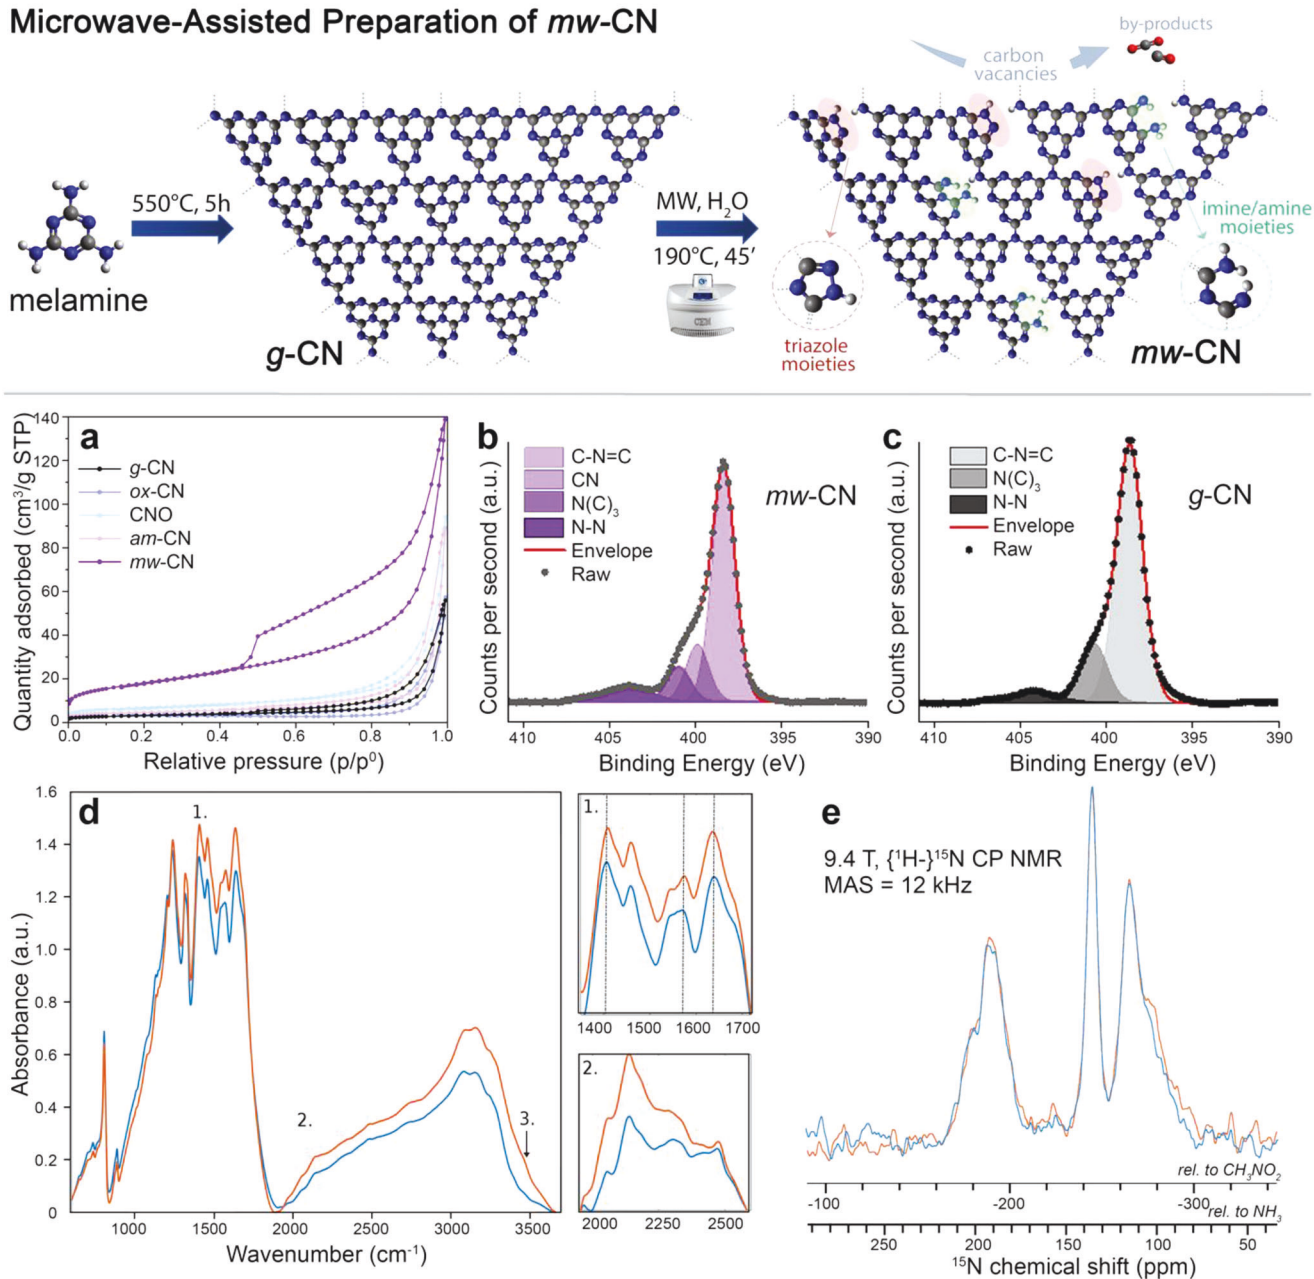 Microwave-Assisted Preparation of mw-CN
by-products
carbon
vacancies
550°C, 5h
MW, H2O
190°C, 45’
imine/amine
moieties
melamine
g-CN
CEM
triazole
moieties
mw-CN
a
g-CN
ox-CN
CNO
am-CN
mw-CN
Quantity adsorbed (cm³/g STP)
140
120
100
80
60
40
20
0
0.0 0.2 0.4 0.6 0.8 1.0
Relative pressure (p/p⁰)
b
C-N=C
CN
N(C)3
N-N
Envelope
Raw
mw-CN
Counts per second (a.u.)
410 405 400 395 390
Binding Energy (eV)
c
C-N=C
N(C)3
N-N
Envelope
Raw
g-CN
Counts per second (a.u.)
410 405 400 395 390
Binding Energy (eV)
d
1.
2.
3.
Absorbance (a.u.)
1.6
1.4
1.2
1.0
0.8
0.6
0.4
0.2
0
1000 1500 2000 2500 3000 3500
Wavenumber (cm⁻¹)
1.
1400 1500 1600 1700
2.
2000 2250 2500
e
9.4 T, {¹H-}¹⁵N CP NMR
MAS = 12 kHz
rel. to CH3NO2
-100 -200 -300
rel. to NH3
250 200 150 100 50
¹⁵N chemical shift (ppm)